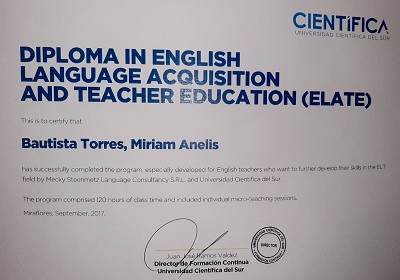 CIENTÍFICA
UNIVERSIDAD CIENTÍFICA DEL SUR
DIPLOMA IN ENGLISH
LANGUAGE ACQUISITION
AND TEACHER EDUCATION (ELATE)
This is to certify that
Bautista Torres, Miriam Anelis
has successfully completed the program, especially developed for English teachers who want to further develop their skills in the ELT
field by Mecky Steenmetz Language Consultancy S.R.L. and Universidad Científica del Sur.
The program comprised 120 hours of class time and included individual micro-teaching sessions.
Miraflores, September, 2017.
Juan José Ramos Valdez
Director de Formación Continua
Universidad Científica del Sur
DIRECTOR